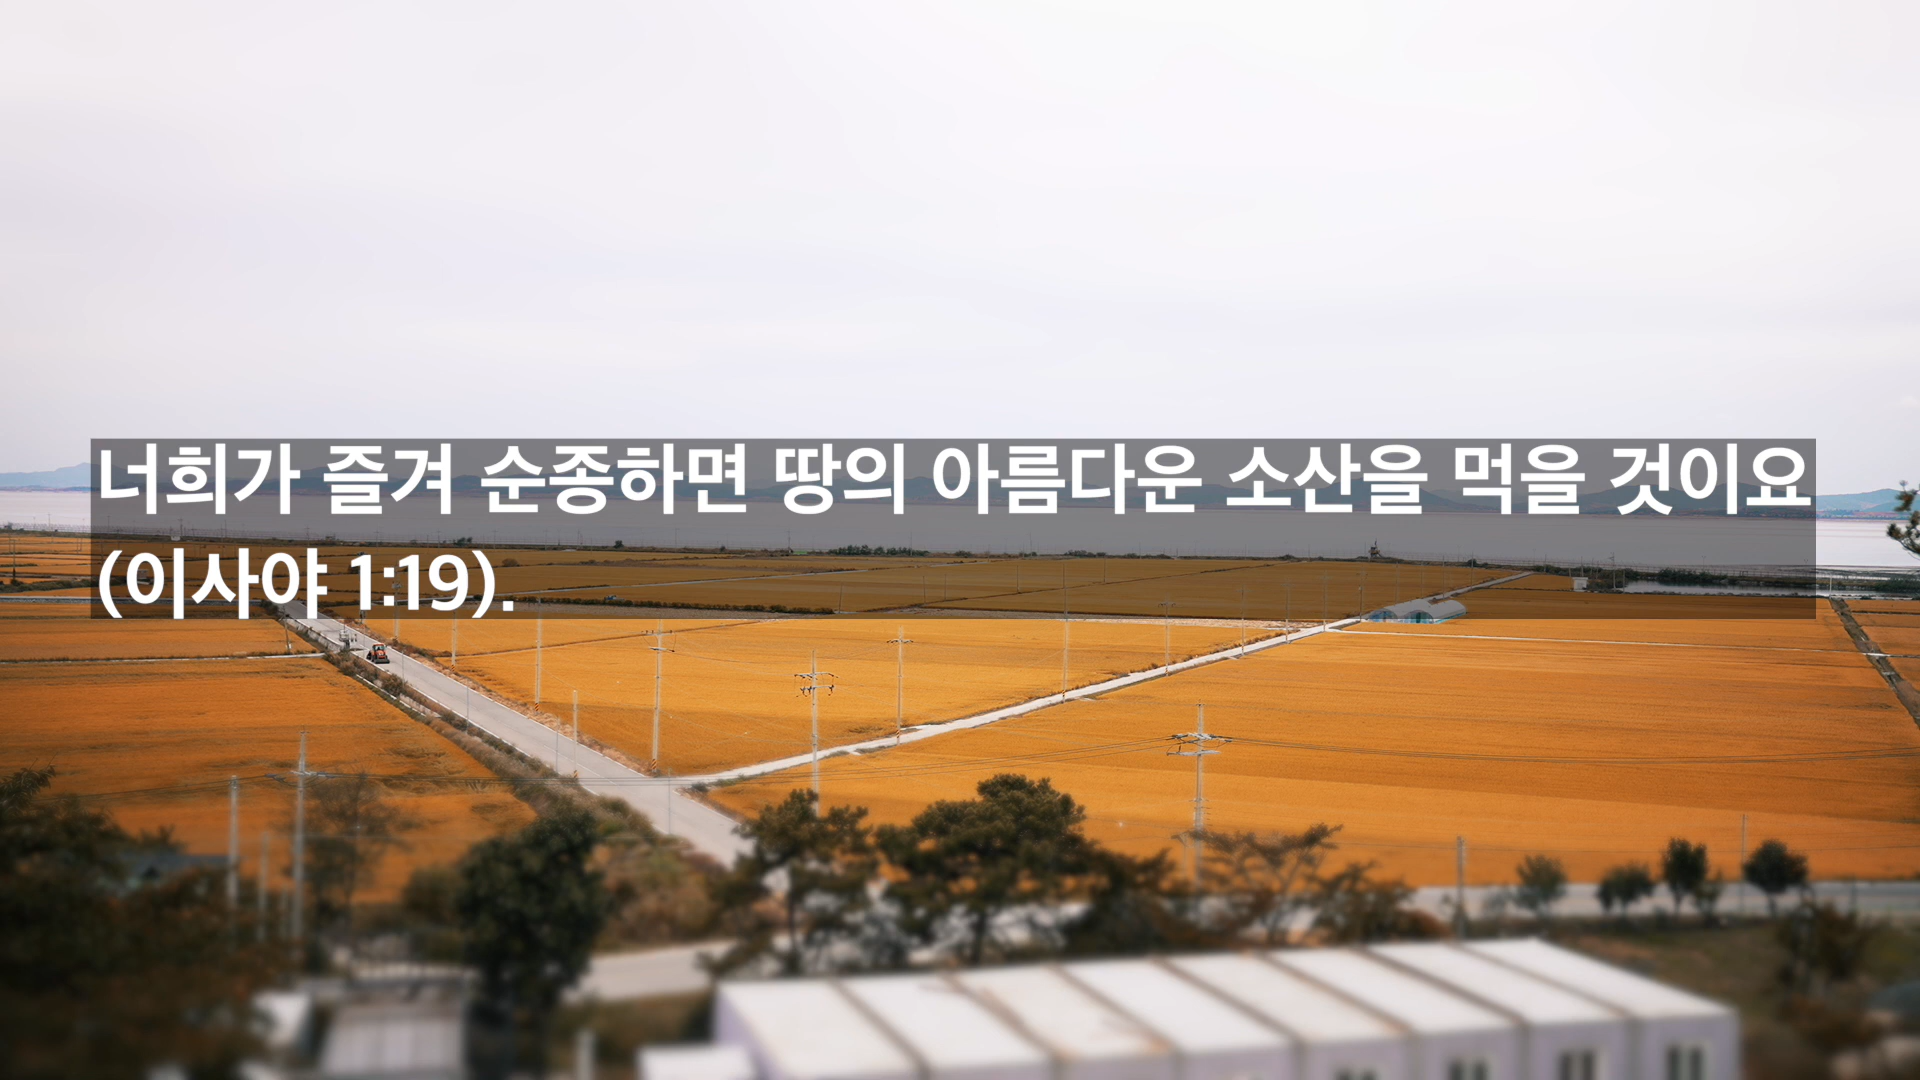 너희가 즐겨 순종하면 땅의 아름다운 소산을 먹을 것이요
(이사야 1:19).